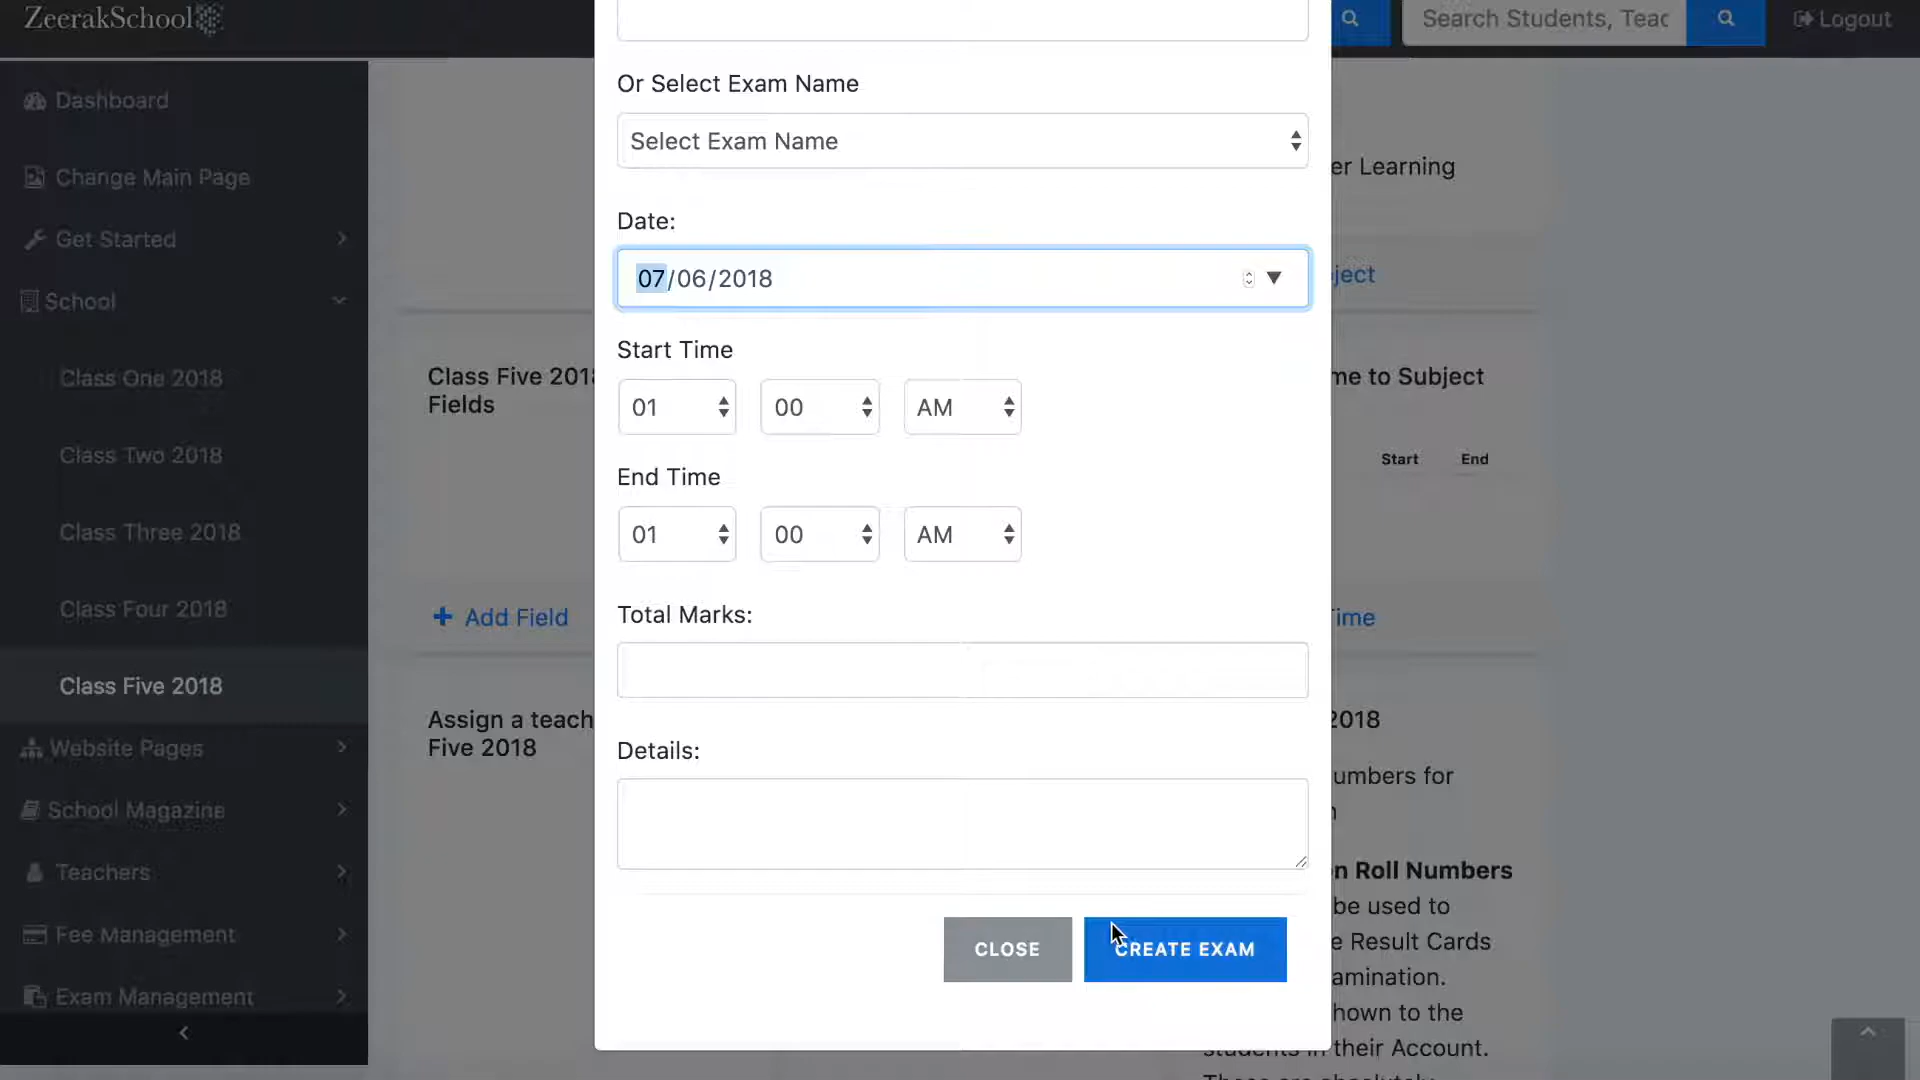 ZeerakSchool
Search Students, Teac
Logout
Dashboard
Change Main Page
Get Started
School
Class One 2018
Class Two 2018
Class Three 2018
Class Four 2018
Class Five 2018
Website Pages
School Magazine
Teachers
Fee Management
Exam Management
Class Five 201
Fields
Add Field
Assign a teach
Five 2018
Or Select Exam Name
Select Exam Name
Date:
07/06/2018
Start Time
01 00 AM
End Time
01 00 AM
Total Marks:
Details:
CLOSE
CREATE EXAM
er Learning
ject
me to Subject
Start End
ime
2018
umbers for
n Roll Numbers
be used to
e Result Cards
amination.
hown to the
students in their Account.